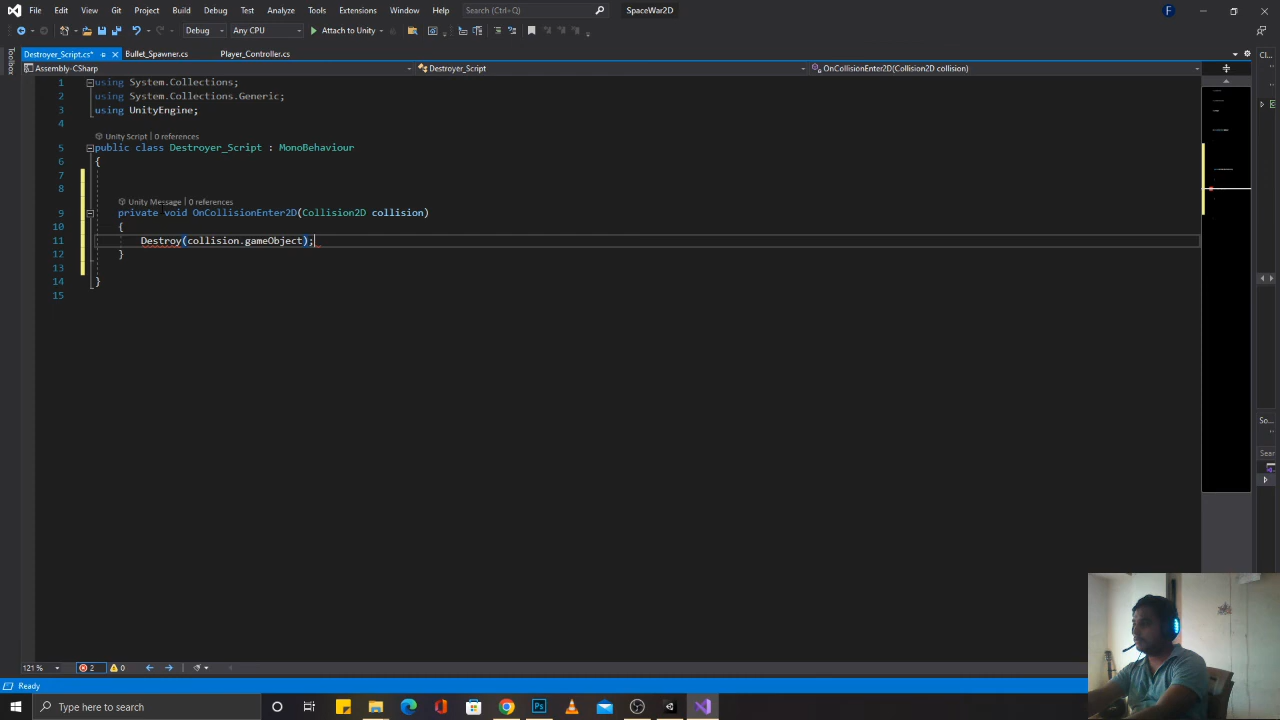 File Edit View Git Project Build Debug Test Analyze Tools Extensions Window Help Search (Ctrl+Q) SpaceWar2D F
Debug Any CPU Attach to Unity
Destroyer_Script.cs* Bullet_Spawner.cs Player_Controller.cs
Assembly-CSharp Destroyer_Script OnCollisionEnter2D(Collision2D collision)
Toolbox
1 using System.Collections;
2 using System.Collections.Generic;
3 using UnityEngine;
4
Unity Script | 0 references
5 public class Destroyer_Script : MonoBehaviour
6 {
7
8
Unity Message | 0 references
9 private void OnCollisionEnter2D(Collision2D collision)
10 {
11 Destroy(collision.gameObject);
12 }
13
14 }
15
Cl...
So...
Sear
121 % 2 0
Ready
Type here to search